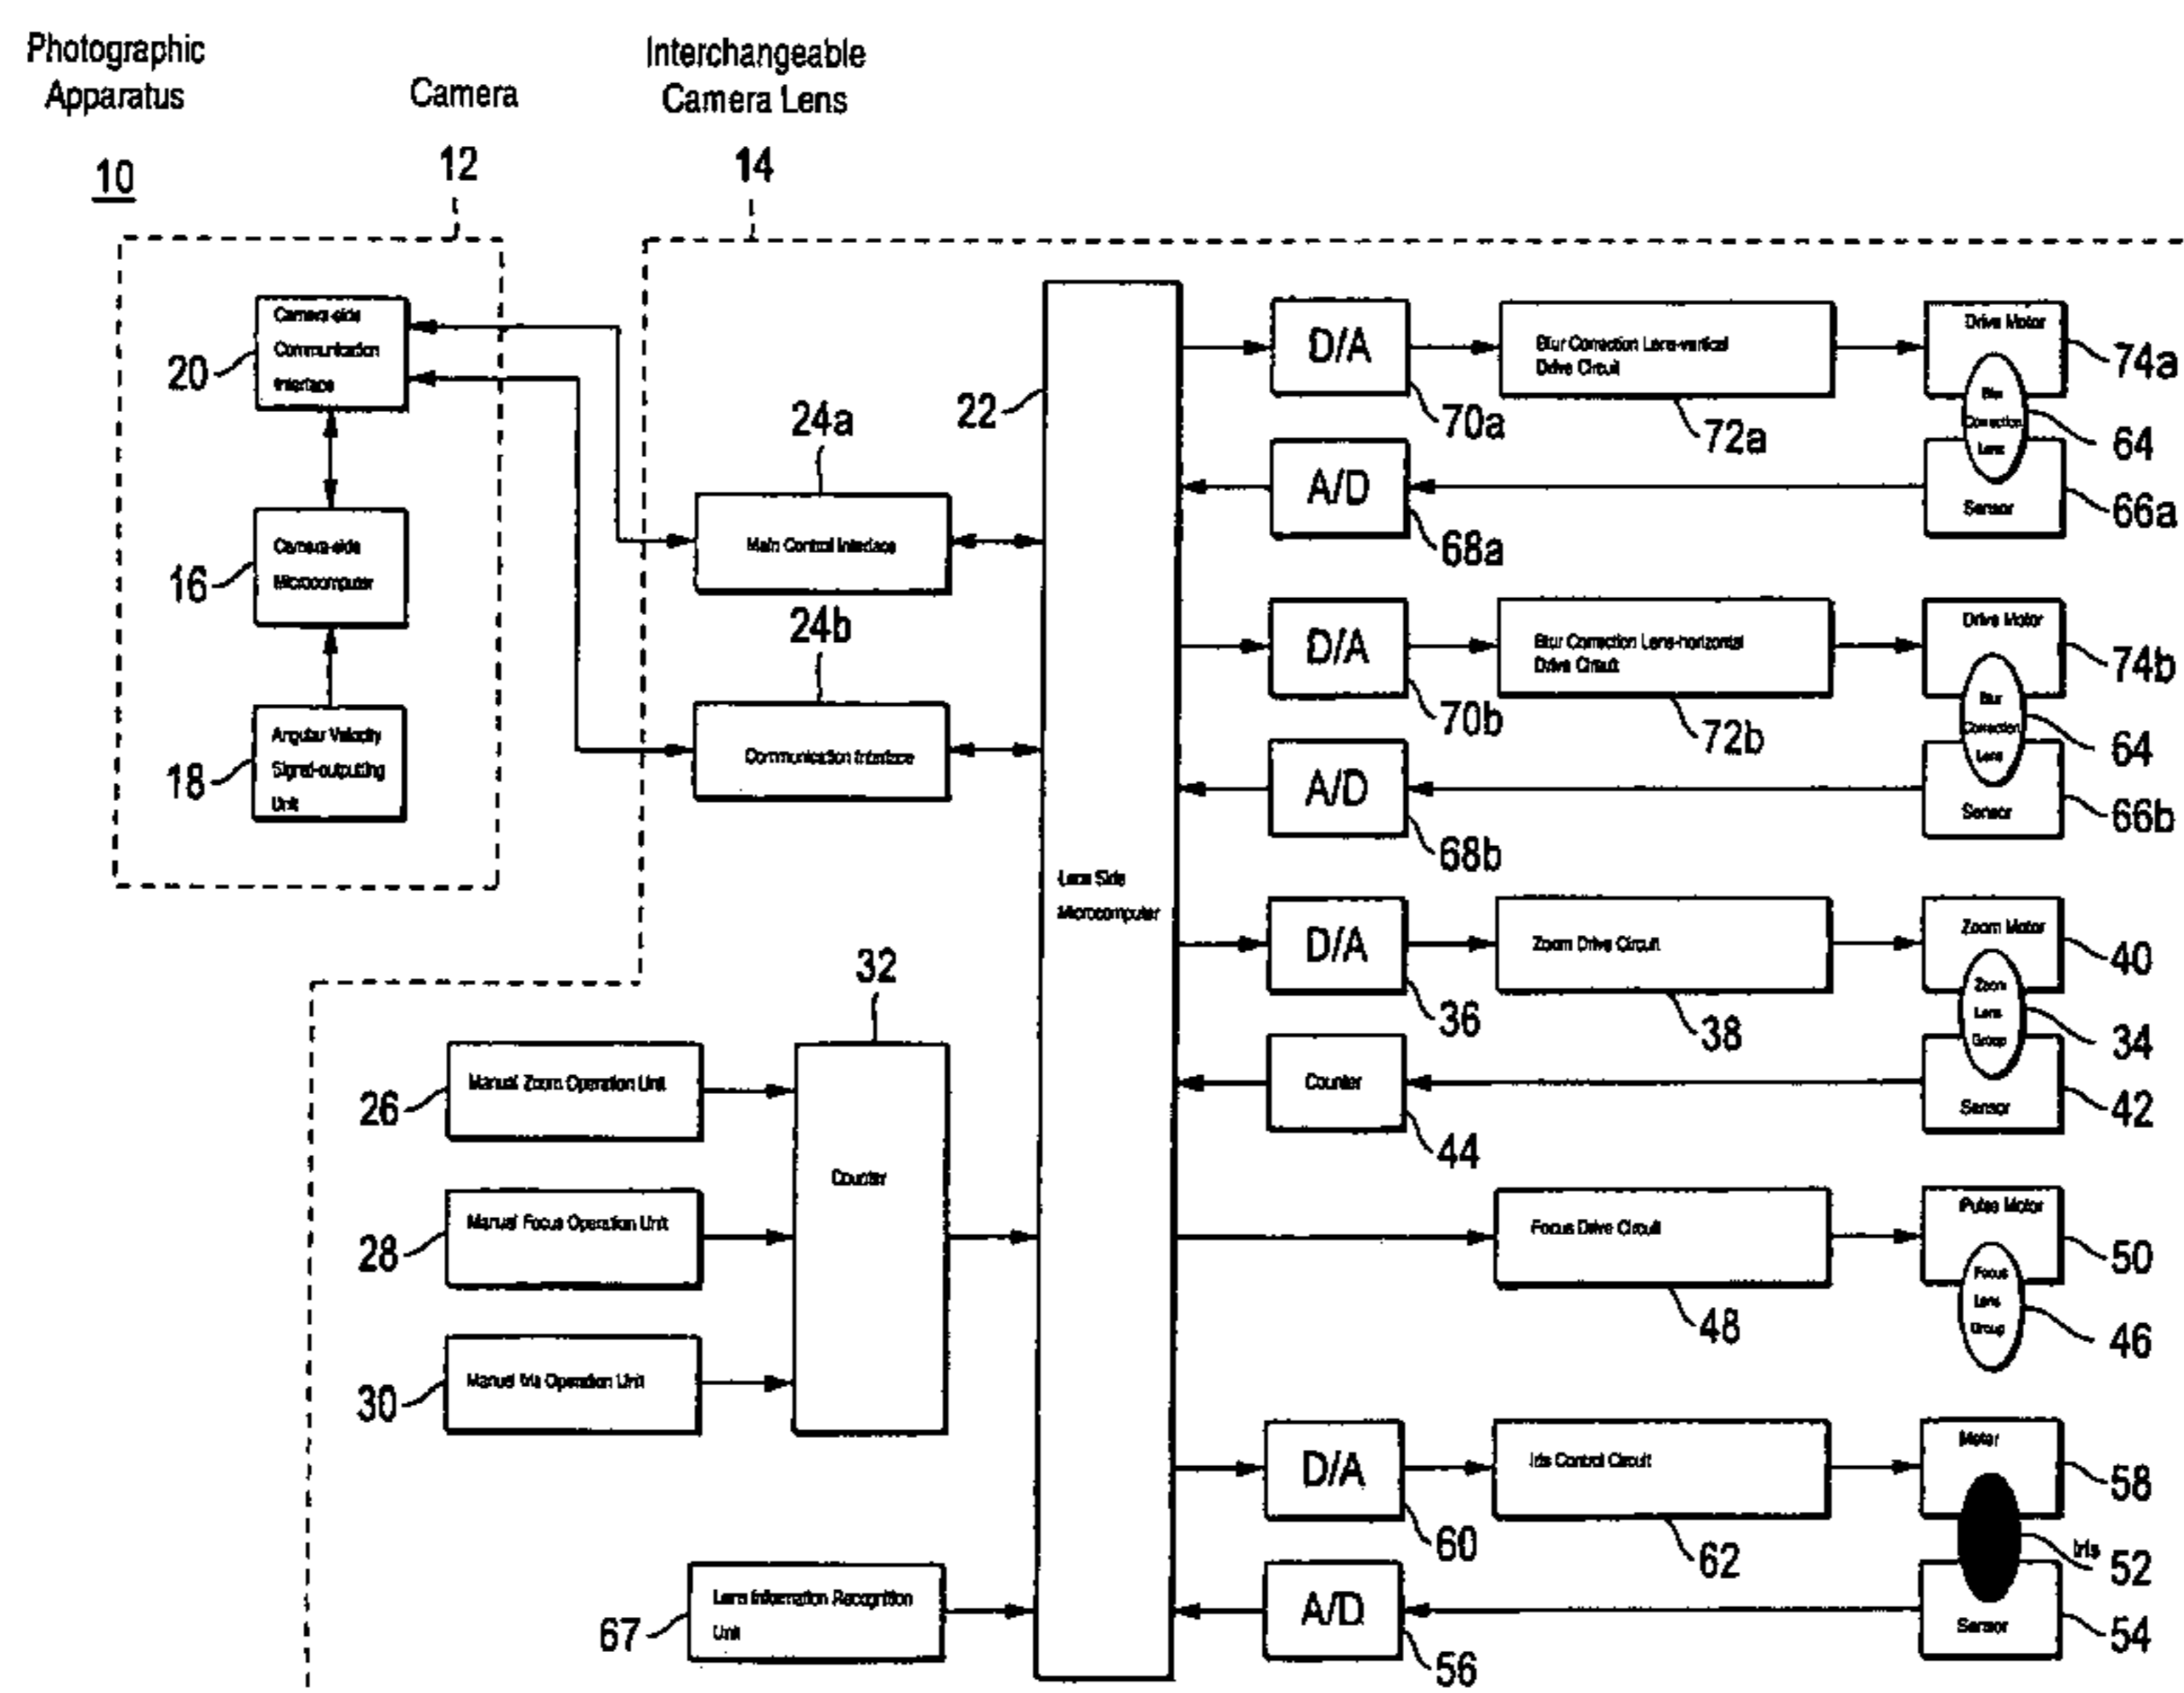 Photographic
Apparatus
10
Camera
12
Interchangeable
Camera Lens
14
Camera-side
Communication
Interface
20
Camera-side
Microcomputer
16
Angular Velocity
Signal-outputting
Unit
18
24a
Main Control Interface
24b
Communication Interface
22
Lens Side
Microcomputer
32
Counter
Manual Zoom Operation Unit
26
Manual Focus Operation Unit
28
Manual Iris Operation Unit
30
Lens Information Recognition
Unit
67
D/A
70a
Blur Correction Lens-vertical
Drive Circuit
72a
Drive Motor
74a
Blur
Correction
Lens
64
A/D
68a
Sensor
66a
D/A
70b
Blur Correction Lens-horizontal
Drive Circuit
72b
Drive Motor
74b
Blur
Correction
Lens
64
A/D
68b
Sensor
66b
D/A
36
Zoom Drive Circuit
38
Zoom Motor
40
Zoom
Lens
Group
34
Counter
44
Sensor
42
Focus Drive Circuit
48
Pulse Motor
50
Focus
Lens
Group
46
D/A
60
Iris Control Circuit
62
Motor
58
Iris
52
A/D
56
Sensor
54